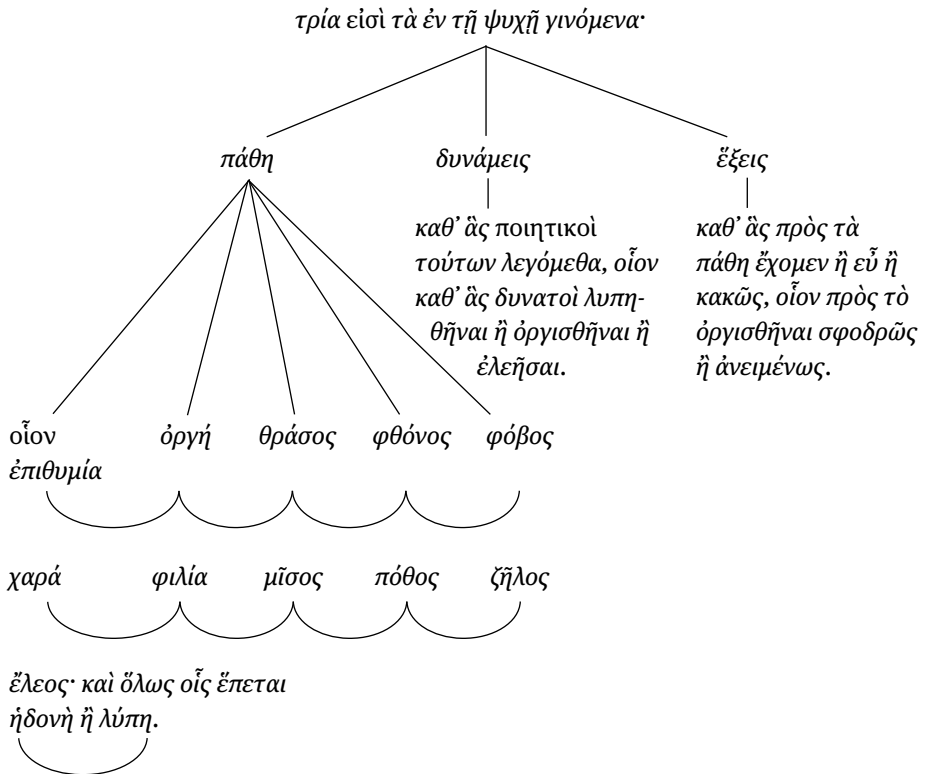 τρία εἰσὶ τὰ ἐν τῇ ψυχῇ γινόμενα·
πάθη
δυνάμεις
ἕξεις
καθ’ ἃς ποιητικοὶ
τούτων λεγόμεθα, οἷον
καθ’ ἃς δυνατοὶ λυπη-
θῆναι ἢ ὀργισθῆναι ἢ
ἐλεῆσαι.
καθ’ ἃς πρὸς τὰ
πάθη ἔχομεν ἢ εὖ ἢ
κακῶς, οἷον πρὸς τὸ
ὀργισθῆναι σφοδρῶς
ἢ ἀνειμένως.
οἷον
ἐπιθυμία
ὀργή
θράσος
φθόνος
φόβος
χαρά
φιλία
μῖσος
πόθος
ζῆλος
ἔλεος· καὶ ὅλως οἷς ἕπεται
ἡδονὴ ἢ λύπη.